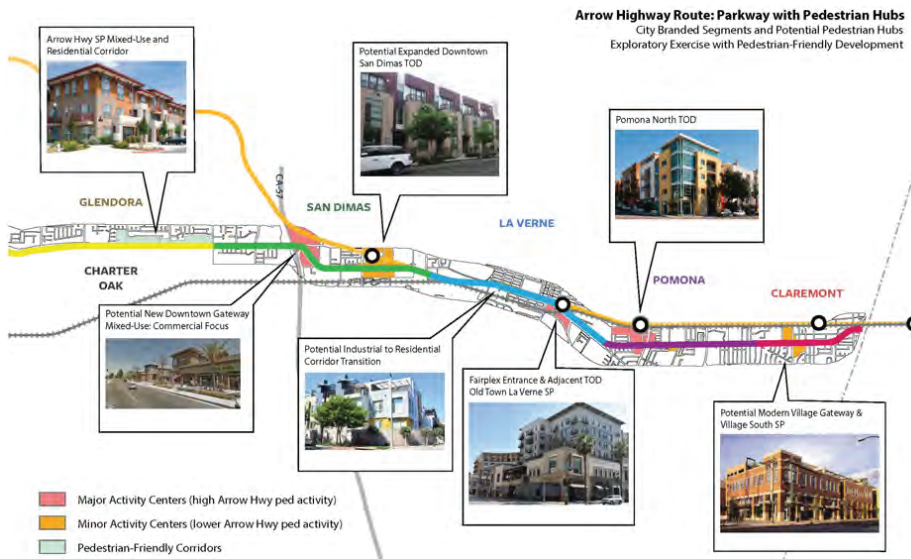 Arrow Highway Route: Parkway with Pedestrian Hubs
City Branded Segments and Potential Pedestrian Hubs
Exploratory Exercise with Pedestrian-Friendly Development
Arrow Hwy SP Mixed-Use and
Residential Corridor
Potential Expanded Downtown
San Dimas TOD
Pomona North TOD
CA-57
GLENDORA
SAN DIMAS
LA VERNE
POMONA
CLAREMONT
CHARTER
OAK
Potential New Downtown Gateway
Mixed-Use: Commercial Focus
Potential Industrial to Residential
Corridor Transition
Fairplex Entrance & Adjacent TOD
Old Town La Verne SP
Potential Modern Village Gateway &
Village South SP
Major Activity Centers (high Arrow Hwy ped activity)
Minor Activity Centers (lower Arrow Hwy ped activity)
Pedestrian-Friendly Corridors